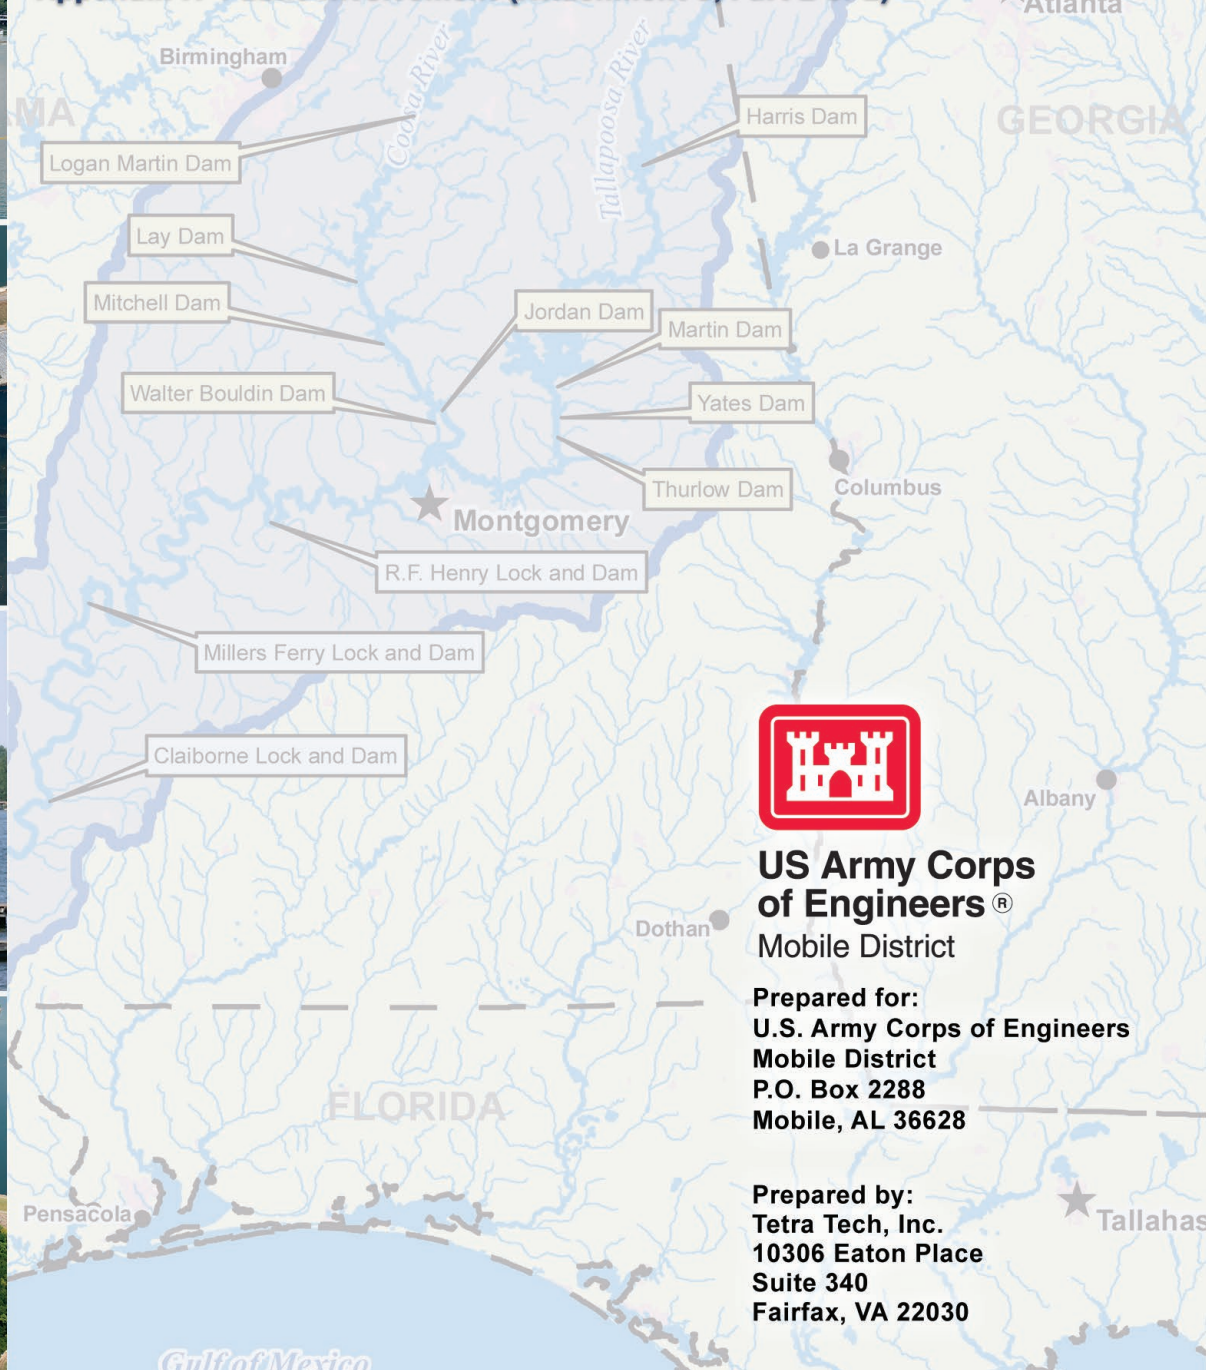 Atlanta
Birmingham
MA
Coosa River
Tallapoosa River
Harris Dam
GEORGIA
Logan Martin Dam
Lay Dam
La Grange
Mitchell Dam
Jordan Dam
Martin Dam
Walter Bouldin Dam
Yates Dam
Thurlow Dam
Columbus
Montgomery
R.F. Henry Lock and Dam
Millers Ferry Lock and Dam
Claiborne Lock and Dam
Albany
US Army Corps
of Engineers ®
Mobile District
Dothan
Prepared for:
U.S. Army Corps of Engineers
Mobile District
P.O. Box 2288
Mobile, AL 36628
FLORIDA
Prepared by:
Tetra Tech, Inc.
10306 Eaton Place
Suite 340
Fairfax, VA 22030
Pensacola
Tallahas
Gulf of Mexico